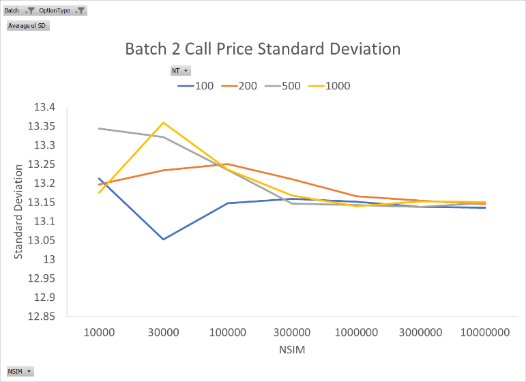 Batch OptionType
Average of SD
Batch 2 Call Price Standard Deviation
NT
100 200 500 1000
13.4
13.35
13.3
13.25
13.2
13.15
13.1
13.05
13
12.95
12.9
12.85
Standard Deviation
10000 30000 100000 300000 1000000 3000000 10000000
NSIM
NSIM